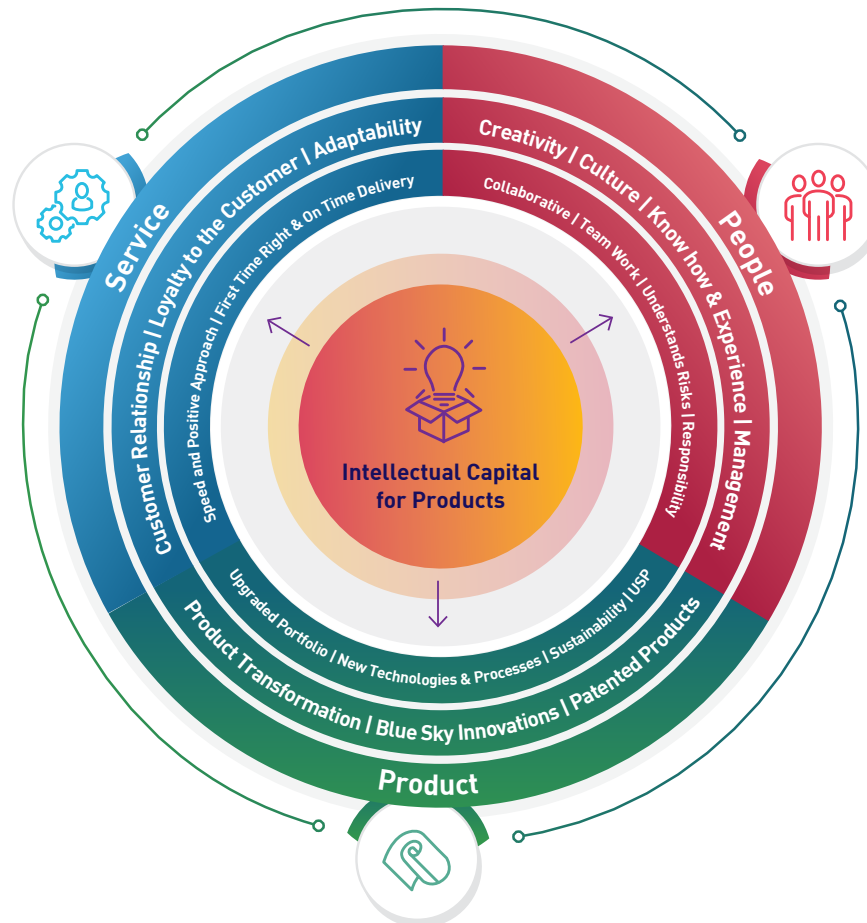 Service
Customer Relationship | Loyalty to the Customer | Adaptability
Speed and Positive Approach | First Time Right & On Time Delivery
People
Creativity | Culture | Know how & Experience | Management
Collaborative | Team Work | Understands Risks | Responsibility
Intellectual Capital
for Products
Upgraded Portfolio | New Technologies & Processes | Sustainability | USP
Product Transformation | Blue Sky Innovations | Patented Products
Product